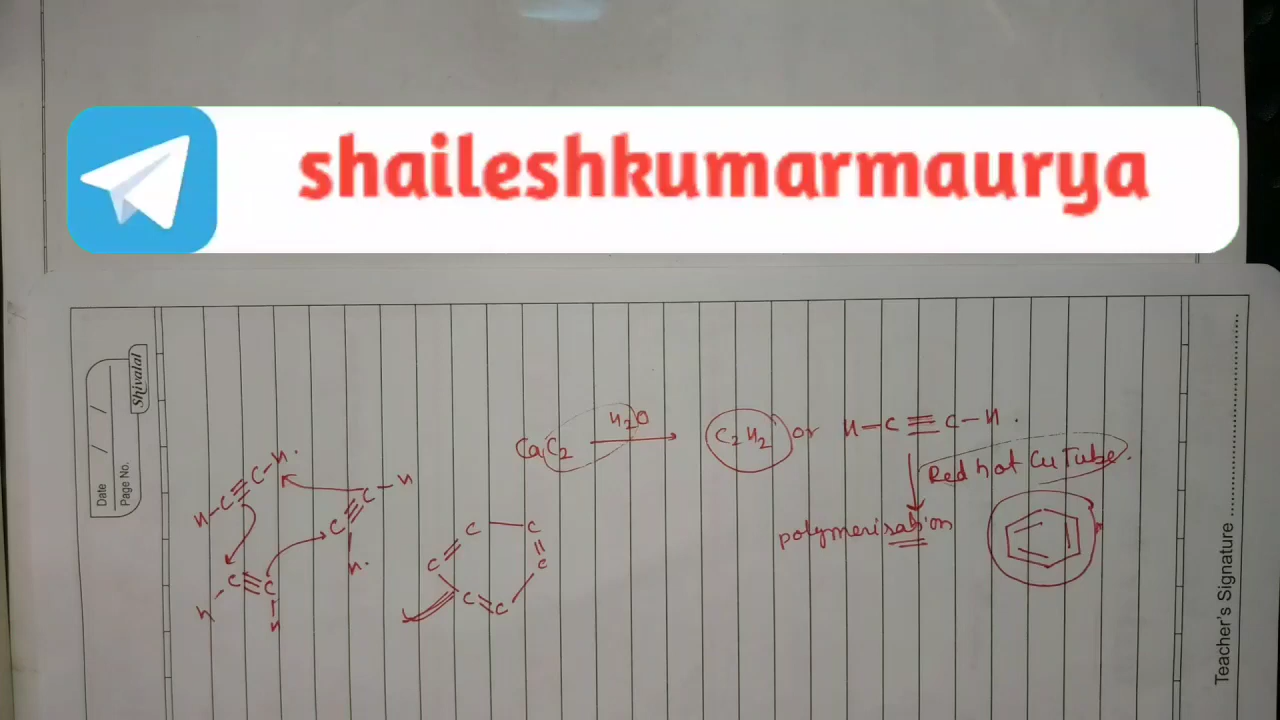 shaileshkumarmaurya
Shivalal
Date / /
Page No.
CaC2 H2O C2H2 or H-C≡C-H.
Red hot Cu Tube.
polymerisation
H-C≡C-H.
C-H
C
H.
H-C≡C
H
C-C
C C
C=C
Teacher's Signature